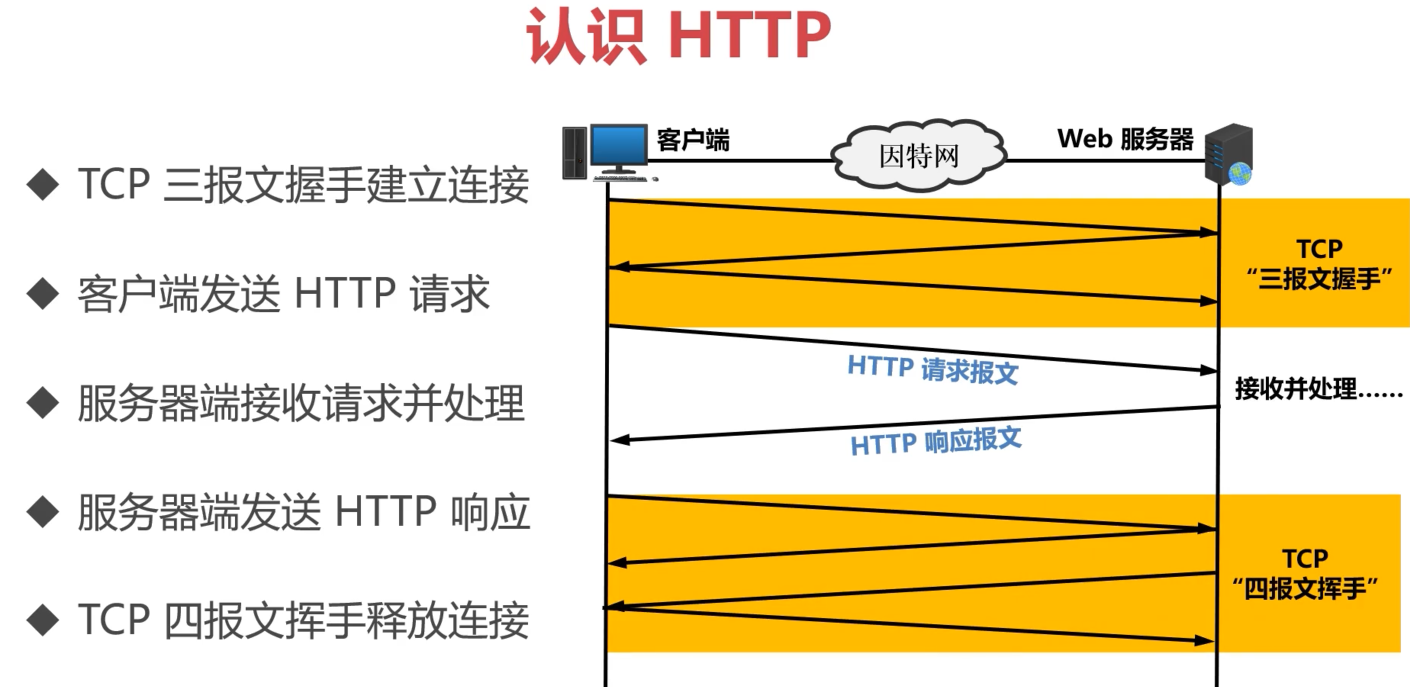 认识 HTTP
◆ TCP 三报文握手建立连接
◆ 客户端发送 HTTP 请求
◆ 服务器端接收请求并处理
◆ 服务器端发送 HTTP 响应
◆ TCP 四报文挥手释放连接
客户端
因特网
Web 服务器
TCP
“三报文握手”
HTTP 请求报文
接收并处理……
HTTP 响应报文
TCP
“四报文挥手”